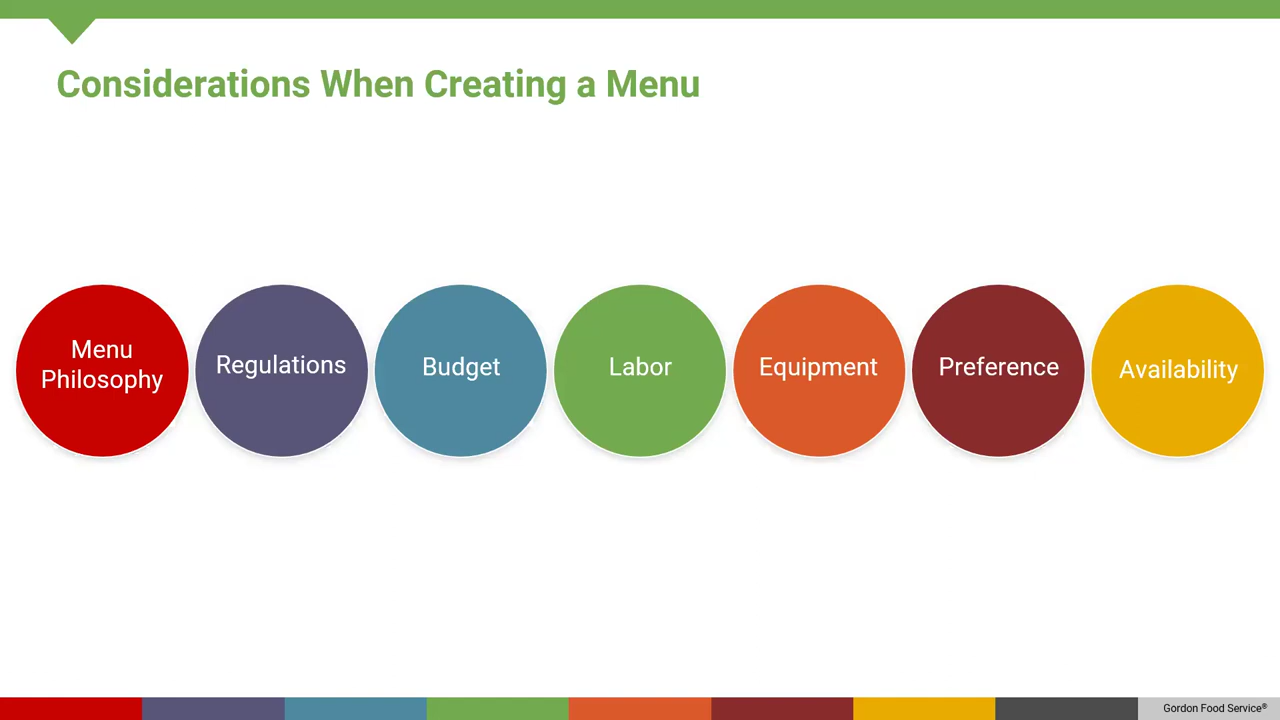 Considerations When Creating a Menu
Menu
Philosophy
Regulations
Budget
Labor
Equipment
Preference
Availability
Gordon Food Service®